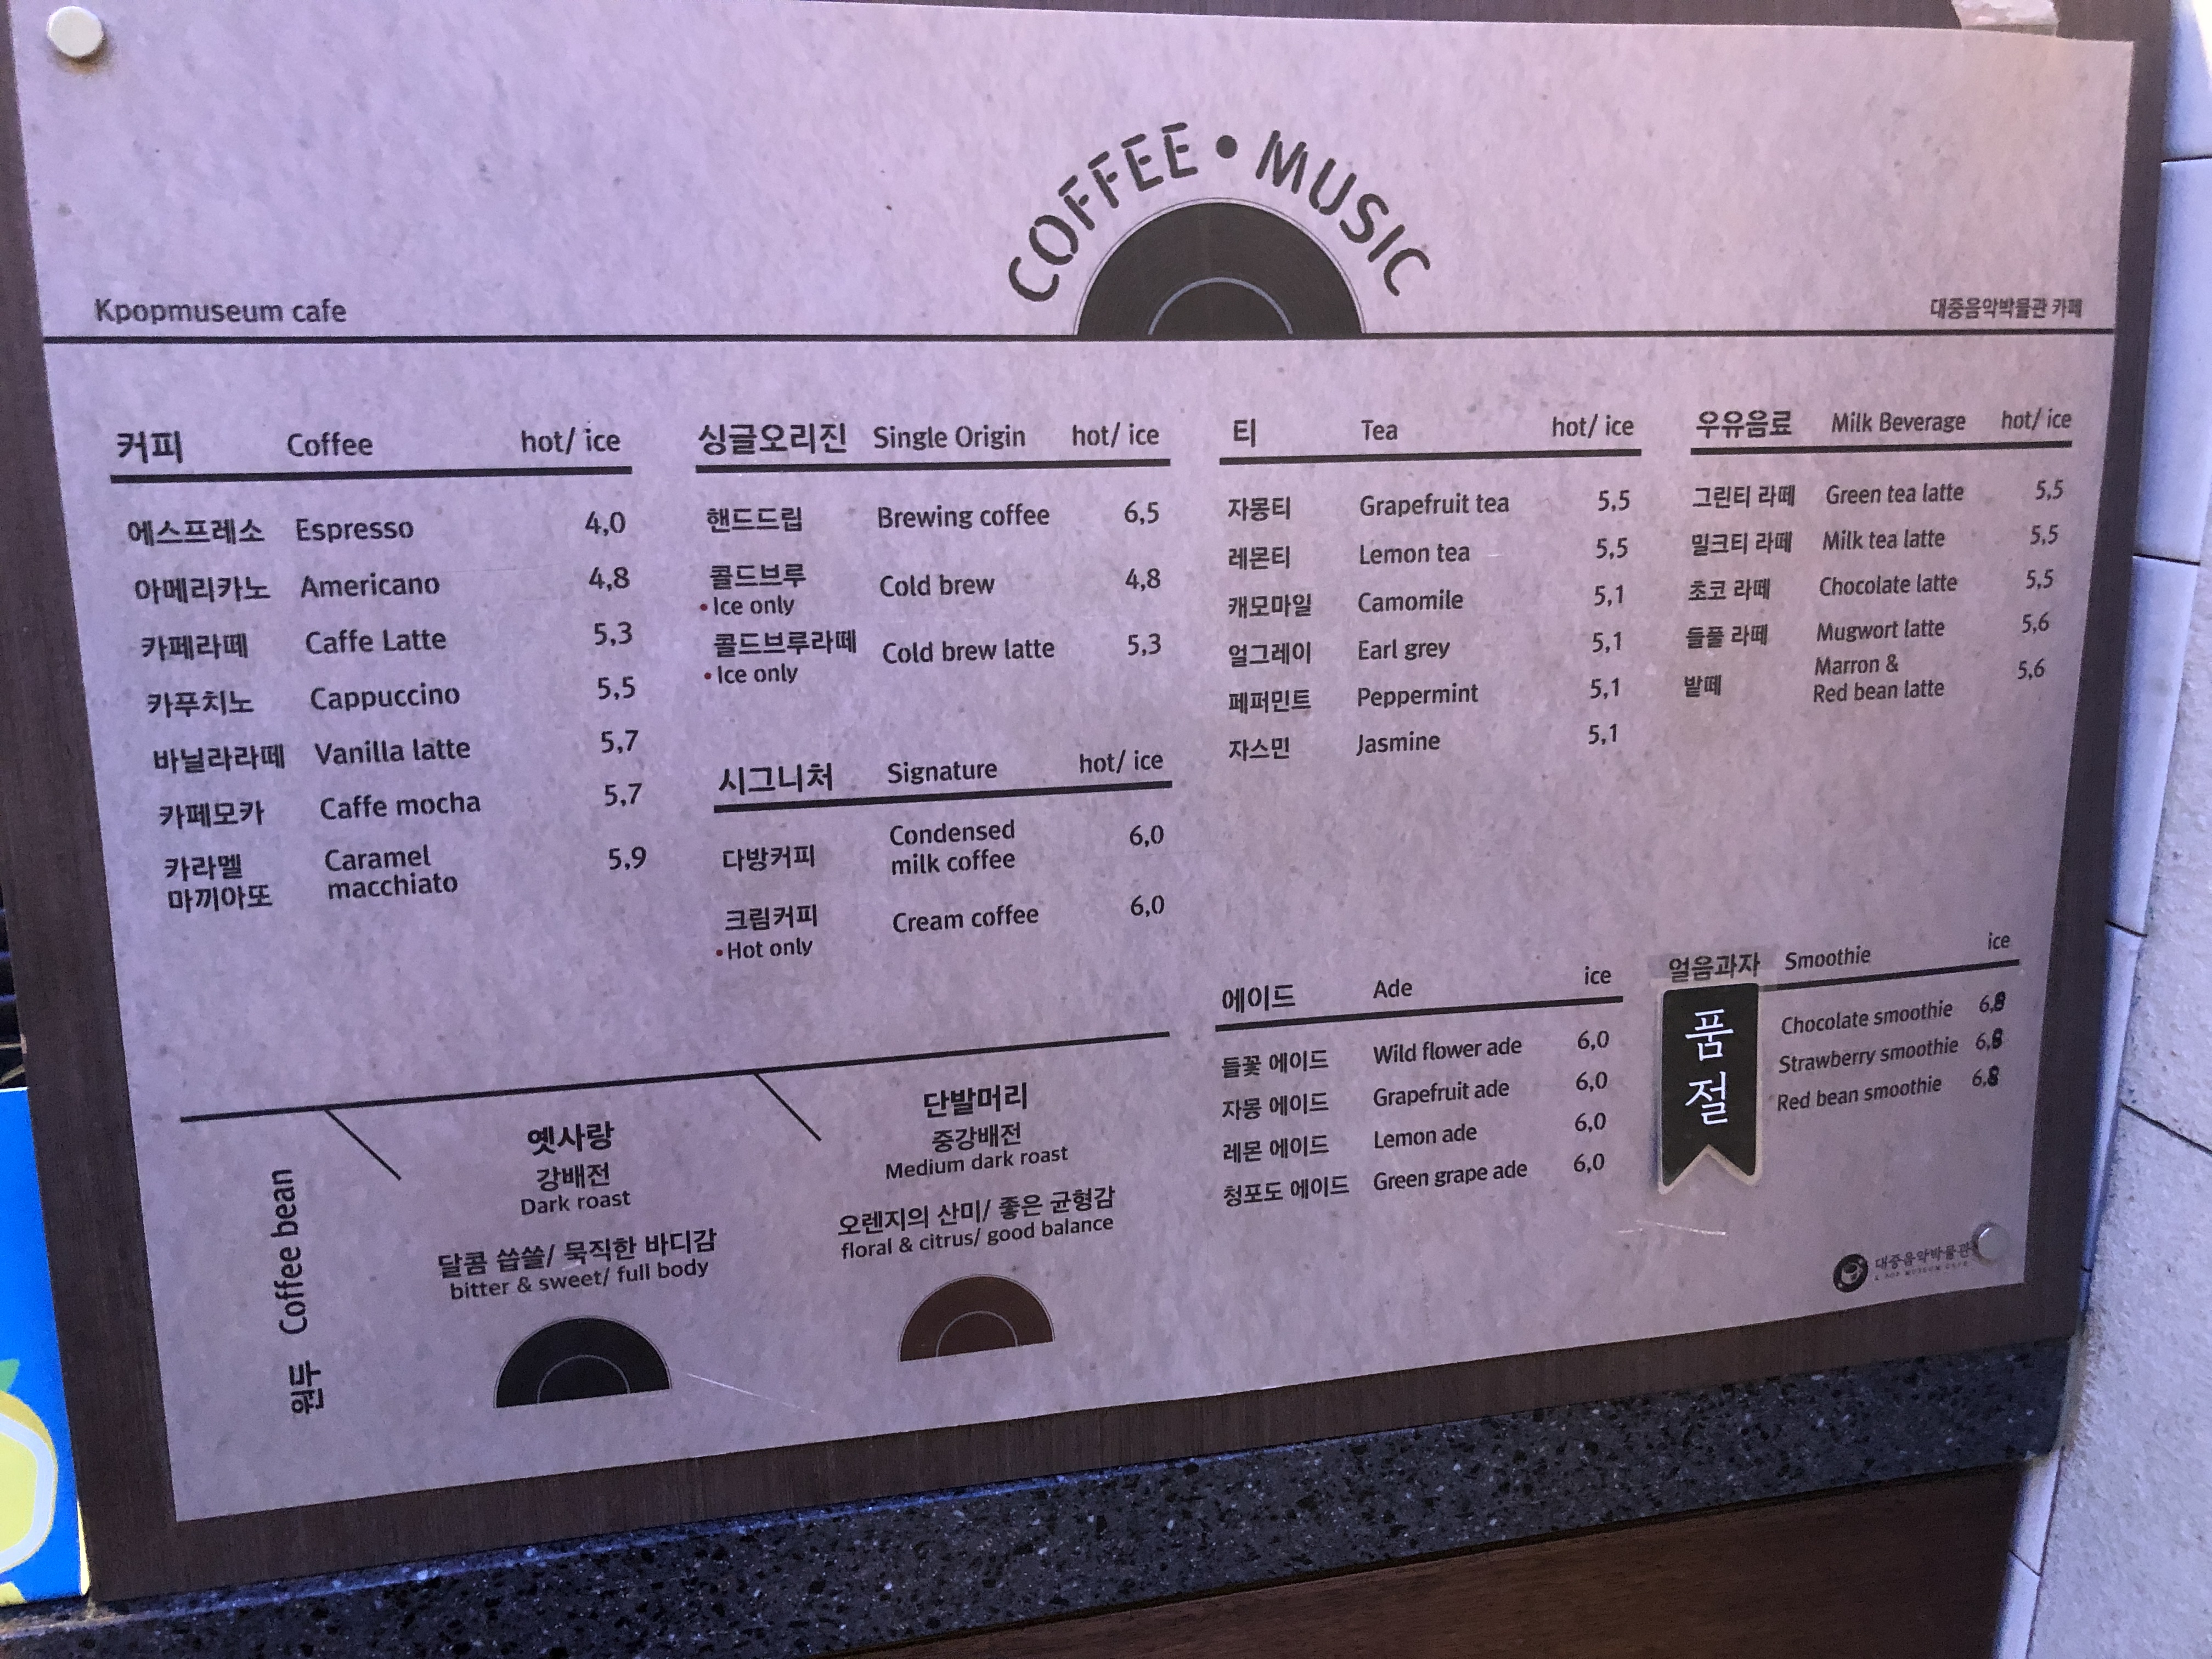 COFFEE • MUSIC
Kpopmuseum cafe
대중음악박물관 카페
커피 Coffee hot/ ice
에스프레소 Espresso 4,0
아메리카노 Americano 4,8
카페라떼 Caffe Latte 5,3
카푸치노 Cappuccino 5,5
바닐라라떼 Vanilla latte 5,7
카페모카 Caffe mocha 5,7
카라멜 Caramel 5,9
마끼아또 macchiato
싱글오리진 Single Origin hot/ ice
핸드드립 Brewing coffee 6,5
콜드브루 Cold brew 4,8
• Ice only
콜드브루라떼 Cold brew latte 5,3
• Ice only
시그니처 Signature hot/ ice
다방커피 Condensed 6,0
milk coffee
크림커피 Cream coffee 6,0
• Hot only
티 Tea hot/ ice
자몽티 Grapefruit tea 5,5
레몬티 Lemon tea 5,5
캐모마일 Camomile 5,1
얼그레이 Earl grey 5,1
페퍼민트 Peppermint 5,1
자스민 Jasmine 5,1
우유음료 Milk Beverage hot/ ice
그린티 라떼 Green tea latte 5,5
밀크티 라떼 Milk tea latte 5,5
초코 라떼 Chocolate latte 5,5
들풀 라떼 Mugwort latte 5,6
밭떼 Marron & 5,6
Red bean latte
에이드 Ade ice
들꽃 에이드 Wild flower ade 6,0
자몽 에이드 Grapefruit ade 6,0
레몬 에이드 Lemon ade 6,0
청포도 에이드 Green grape ade 6,0
얼음과자 Smoothie ice
품절
Chocolate smoothie 6,8
Strawberry smoothie 6,8
Red bean smoothie 6,8
원두 Coffee bean
옛사랑
강배전
Dark roast
달콤 씁쓸/ 묵직한 바디감
bitter & sweet/ full body
단발머리
중강배전
Medium dark roast
오렌지의 산미/ 좋은 균형감
floral & citrus/ good balance
대중음악박물관